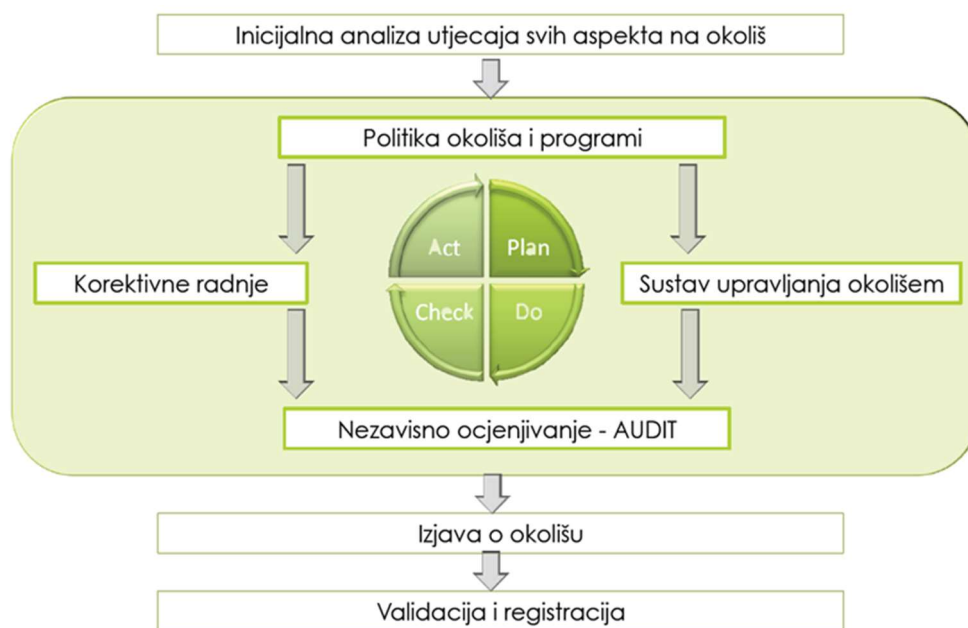 Inicijalna analiza utjecaja svih aspekta na okoliš
Politika okoliša i programi
Act
Plan
Korektivne radnje
Sustav upravljanja okolišem
Check
Do
Nezavisno ocjenjivanje - AUDIT
Izjava o okolišu
Validacija i registracija